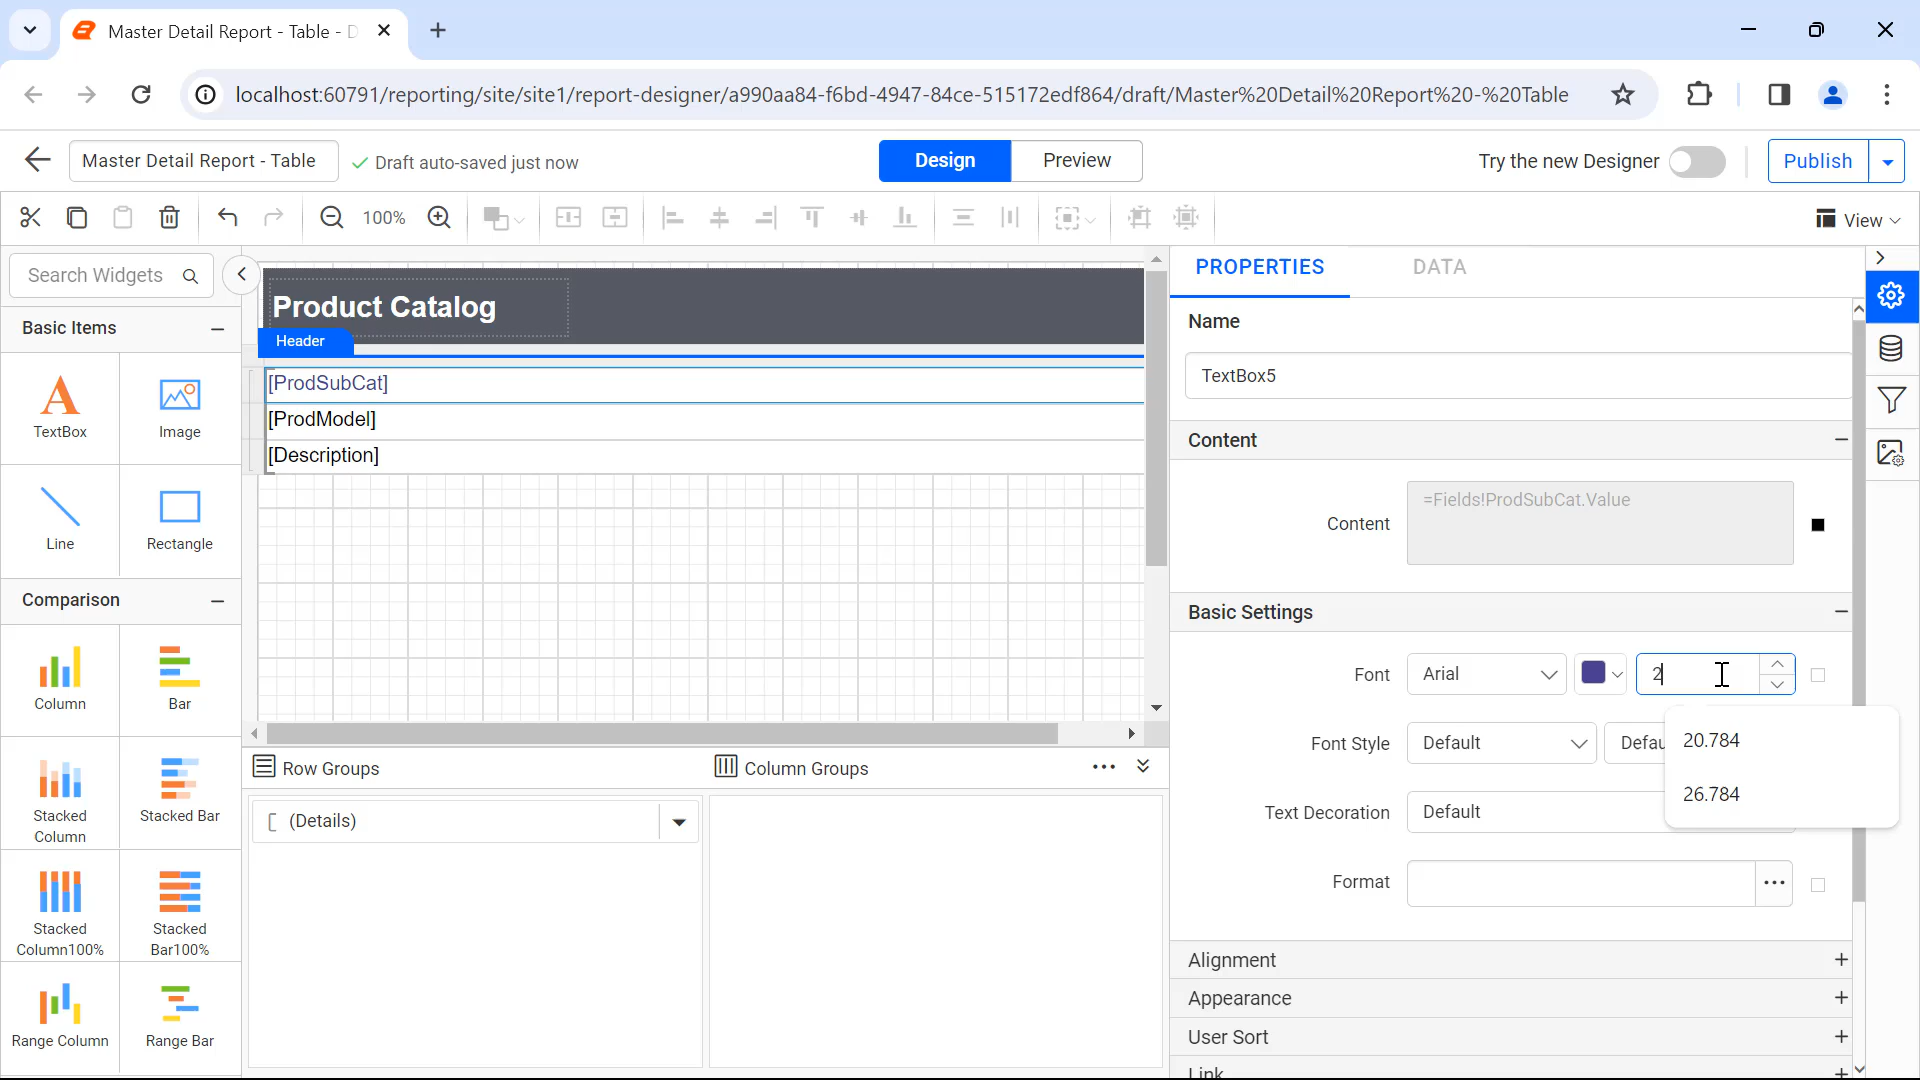 Master Detail Report - Table - D
localhost:60791/reporting/site/site1/report-designer/a990aa84-f6bd-4947-84ce-515172edf864/draft/Master%20Detail%20Report%20-%20Table
Master Detail Report - Table
Draft auto-saved just now
Design
Preview
Try the new Designer
Publish
100%
View
Search Widgets
Basic Items
TextBox
Image
Line
Rectangle
Comparison
Column
Bar
Stacked
Column
Stacked Bar
Stacked
Column100%
Stacked
Bar100%
Range Column
Range Bar
Product Catalog
Header
[ProdSubCat]
[ProdModel]
[Description]
Row Groups
Column Groups
(Details)
PROPERTIES
DATA
Name
TextBox5
Content
Content
=Fields!ProdSubCat.Value
Basic Settings
Font
Arial
2
20.784
26.784
Font Style
Default
Defau
Text Decoration
Default
Format
Alignment
Appearance
User Sort
Link